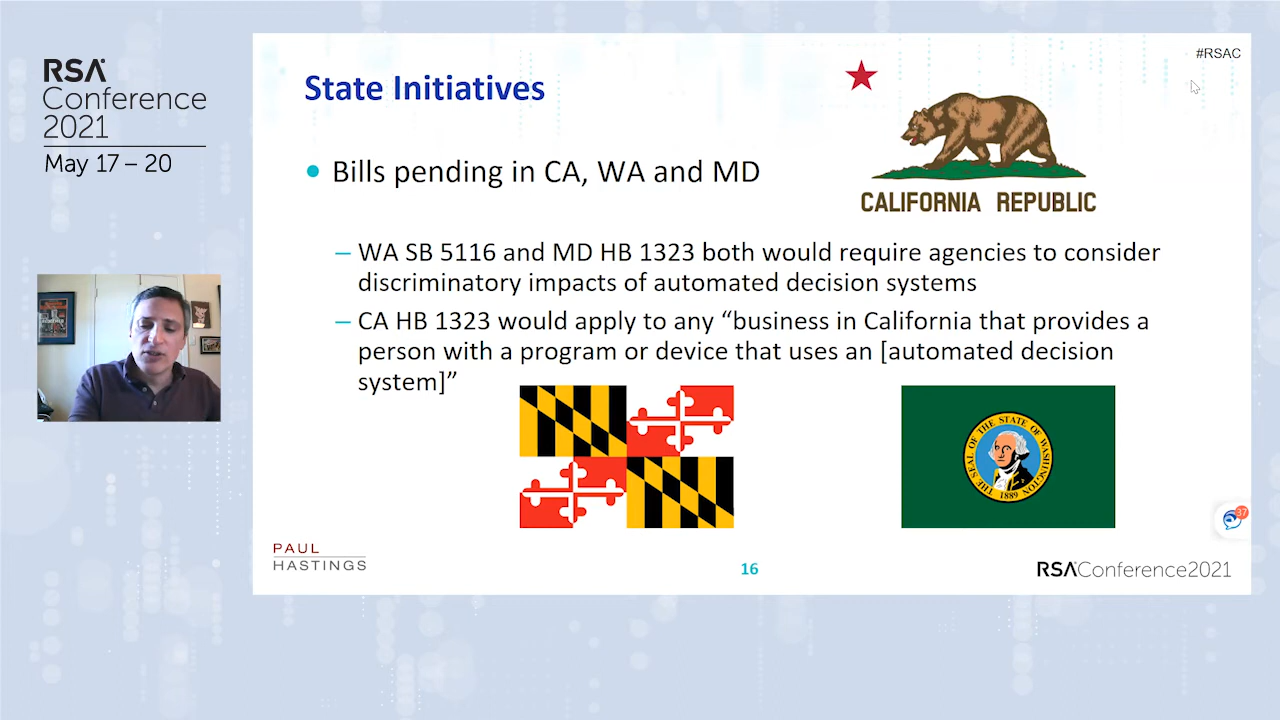 RSA
Conference
2021
May 17 – 20
#RSAC
State Initiatives
CALIFORNIA REPUBLIC
• Bills pending in CA, WA and MD
– WA SB 5116 and MD HB 1323 both would require agencies to consider
discriminatory impacts of automated decision systems
– CA HB 1323 would apply to any “business in California that provides a
person with a program or device that uses an [automated decision
system]”
THE SEAL OF THE STATE OF WASHINGTON
1889
37
PAUL
HASTINGS
16
RSA Conference2021